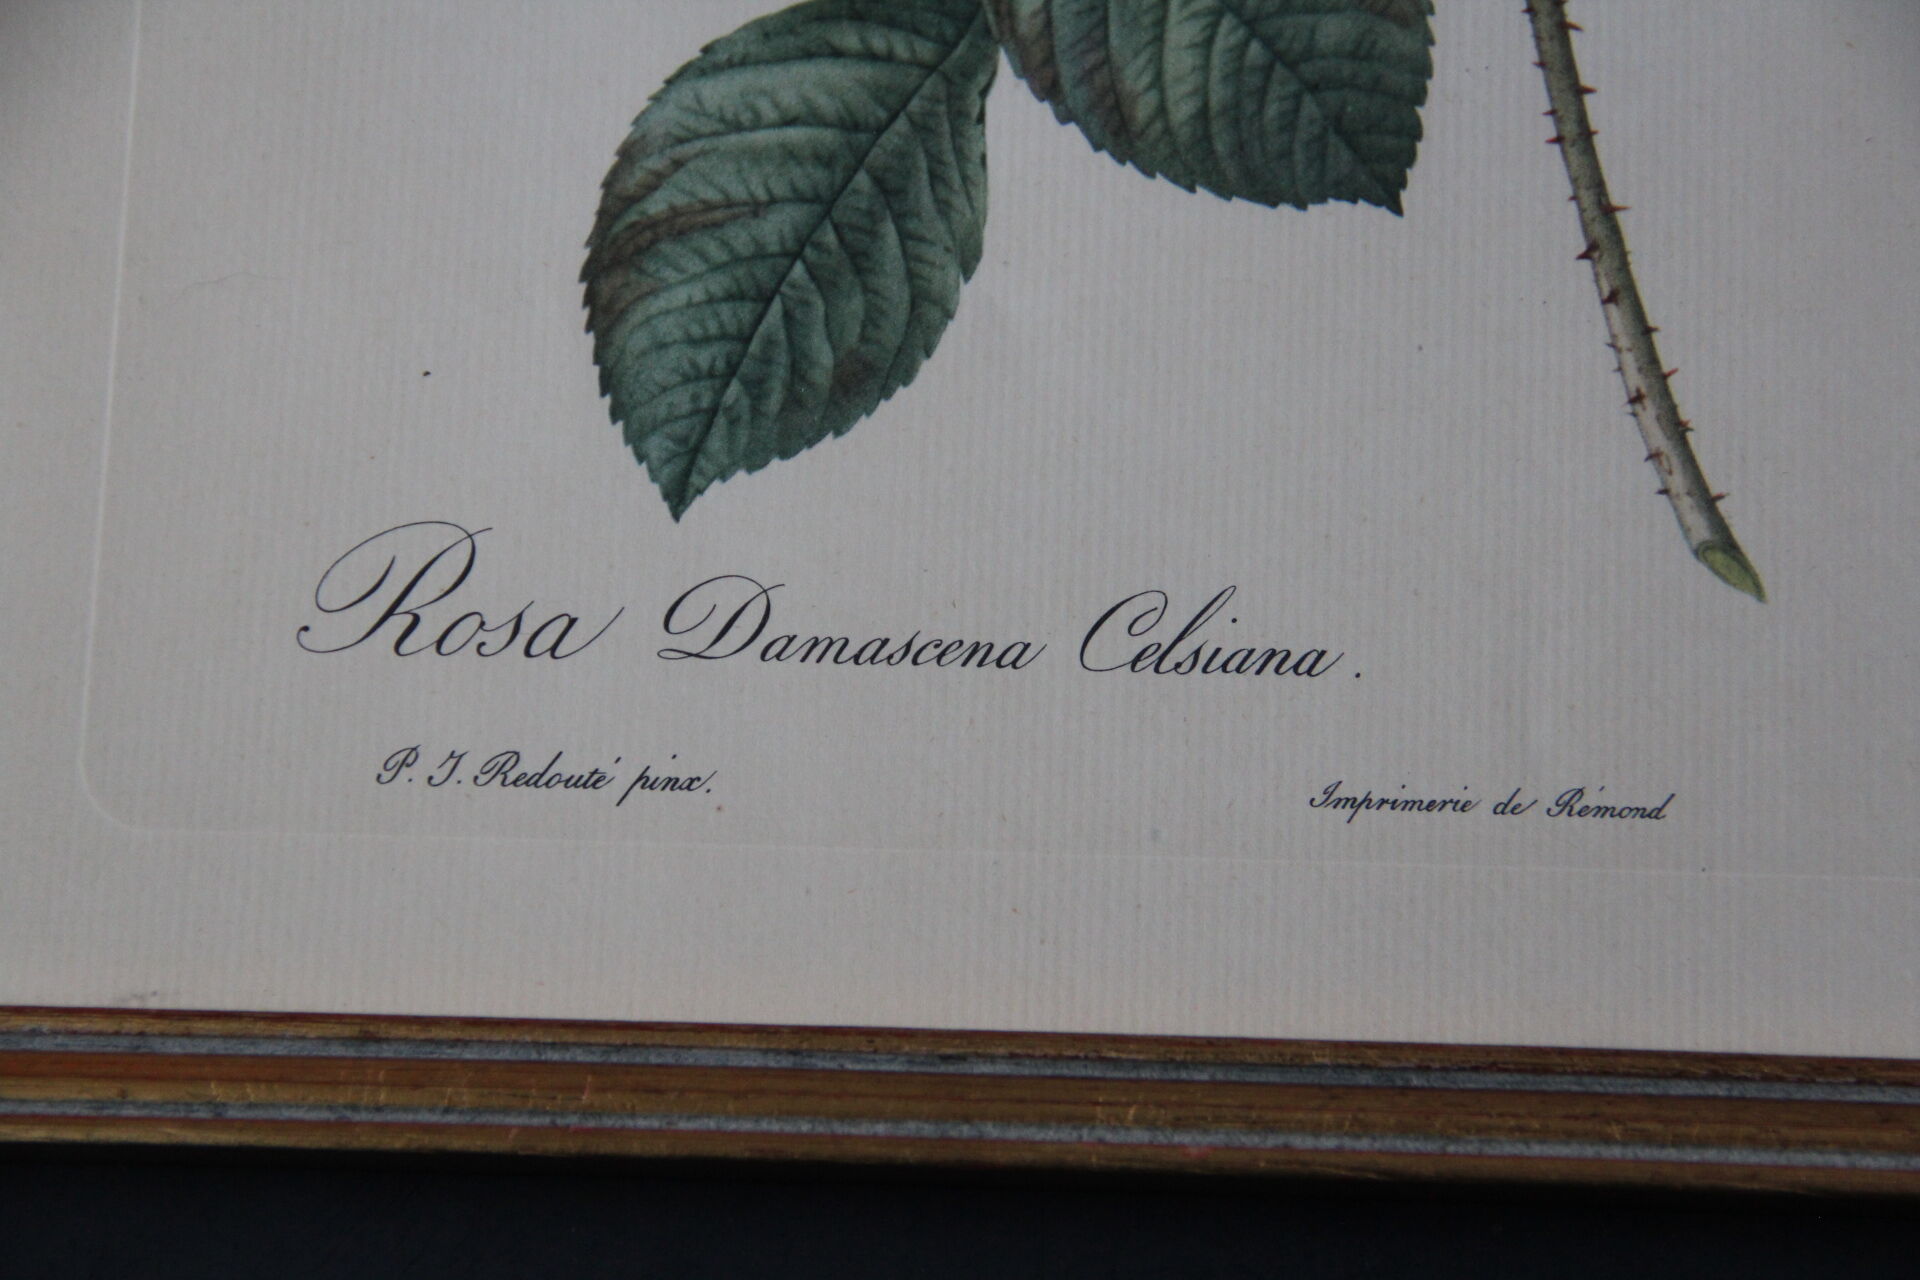 Rosa Damascena Celsiana.
P. J. Redouté pinx.
Imprimerie de Rémond